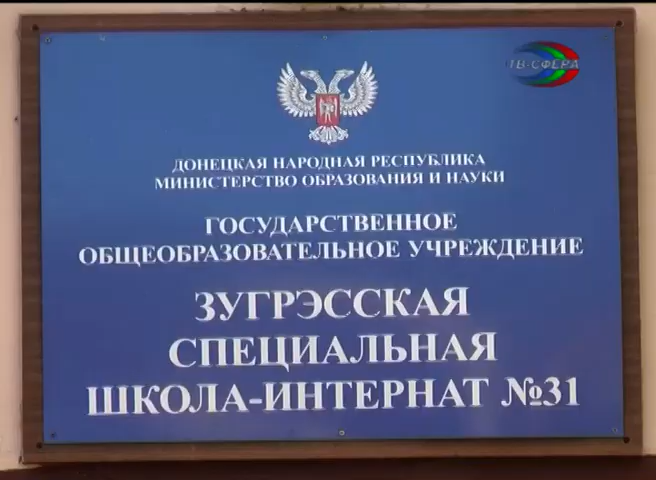 ТВ-СФЕРА
ДОНЕЦКАЯ НАРОДНАЯ РЕСПУБЛИКА
МИНИСТЕРСТВО ОБРАЗОВАНИЯ И НАУКИ
ГОСУДАРСТВЕННОЕ
ОБЩЕОБРАЗОВАТЕЛЬНОЕ УЧРЕЖДЕНИЕ
ЗУГРЭССКАЯ
СПЕЦИАЛЬНАЯ
ШКОЛА-ИНТЕРНАТ №31